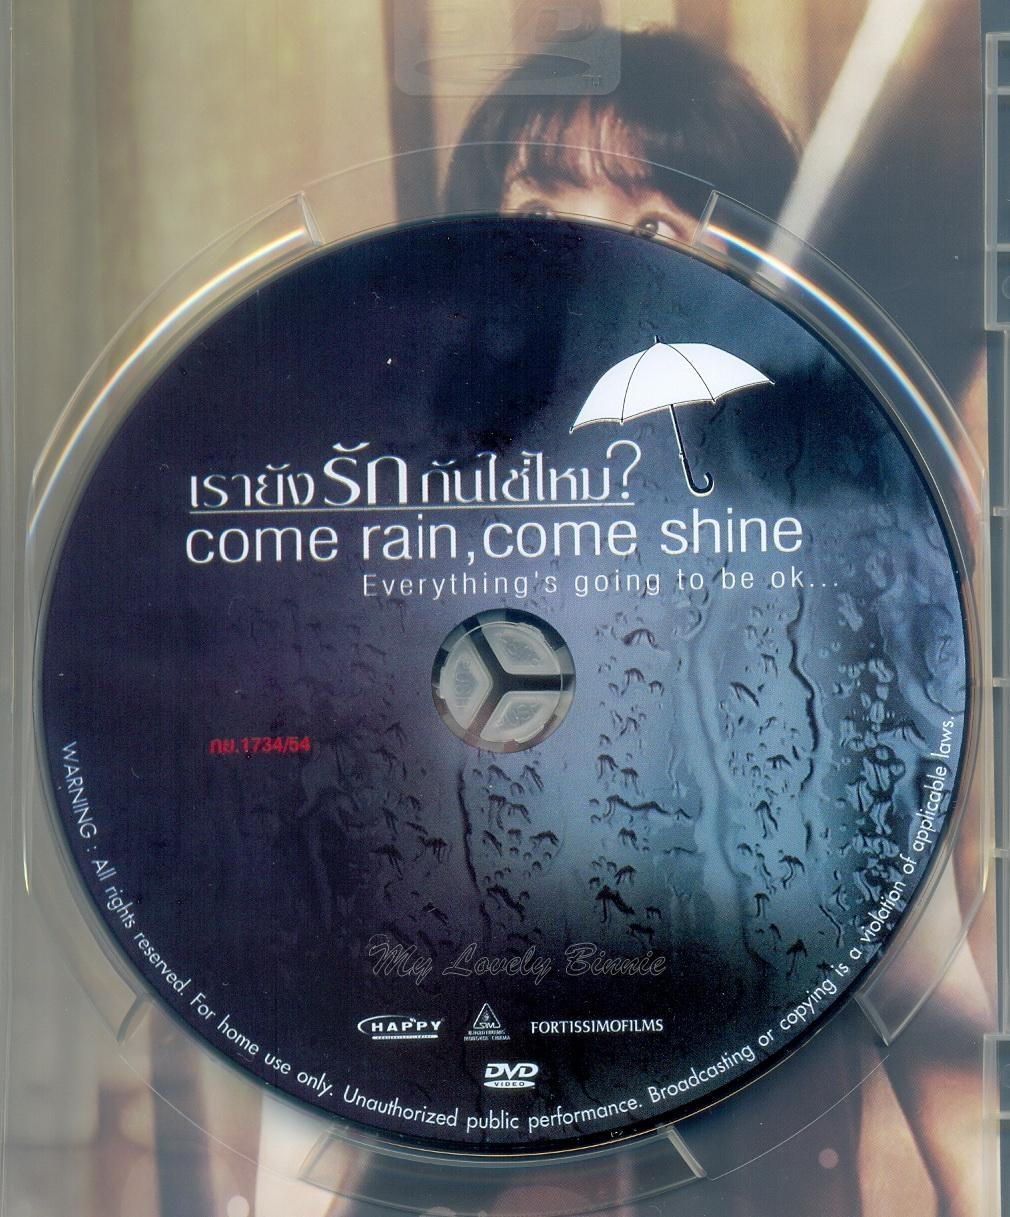 เรายังรักกันใช่ไหม?
come rain,come shine
Everything's going to be ok...
กย.1734/54
My Lovely Binnie
HAPPY
SM
FORTISSIMOFILMS
DVD
VIDEO
WARNING : All rights reserved. For home use only. Unauthorized public performance. Broadcasting or copying is a violation of applicable laws.